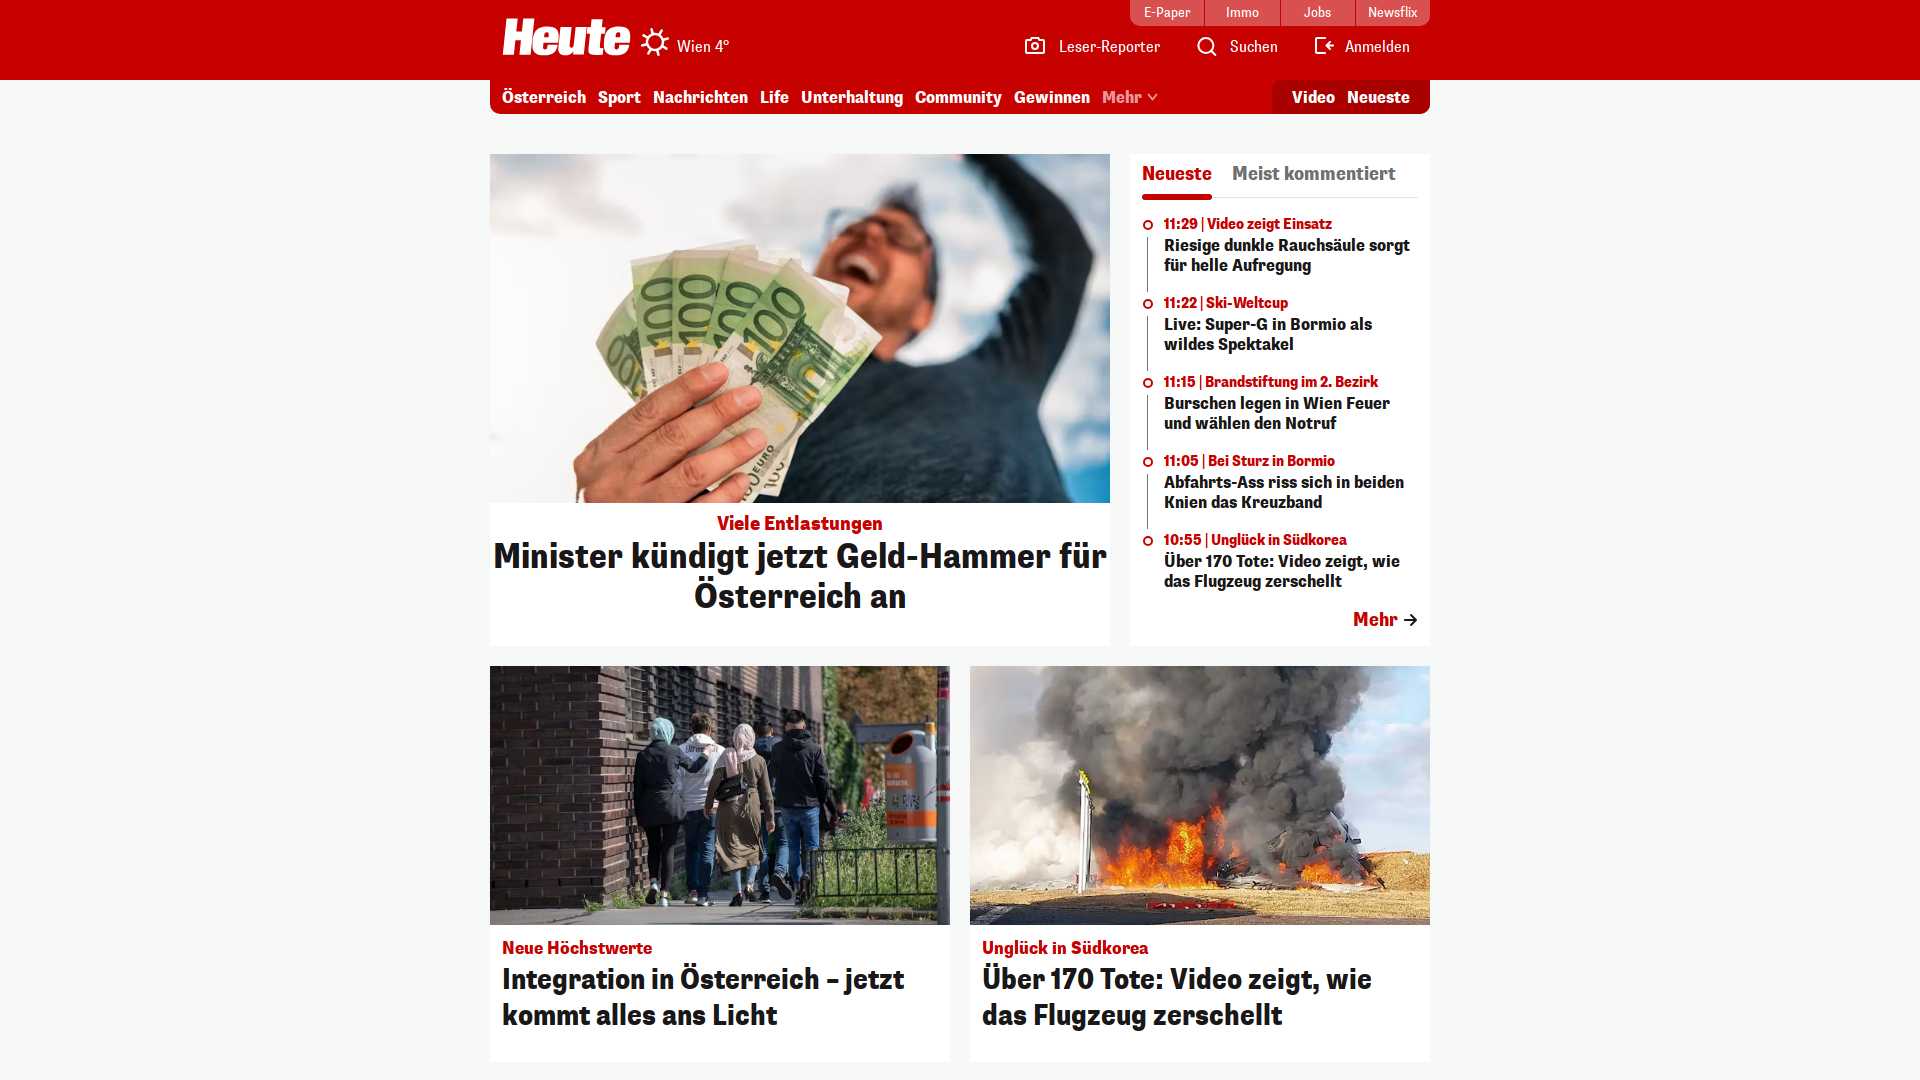 E-Paper
Immo
Jobs
Newsflix
Heute
Wien 4°
Leser-Reporter
Suchen
Anmelden
Österreich
Sport
Nachrichten
Life
Unterhaltung
Community
Gewinnen
Mehr
Video
Neueste
100 100 100 100
EURO
Viele Entlastungen
Minister kündigt jetzt Geld-Hammer für
Österreich an
Neueste
Meist kommentiert
11:29 | Video zeigt Einsatz
Riesige dunkle Rauchsäule sorgt
für helle Aufregung
11:22 | Ski-Weltcup
Live: Super-G in Bormio als
wildes Spektakel
11:15 | Brandstiftung im 2. Bezirk
Burschen legen in Wien Feuer
und wählen den Notruf
11:05 | Bei Sturz in Bormio
Abfahrts-Ass riss sich in beiden
Knien das Kreuzband
10:55 | Unglück in Südkorea
Über 170 Tote: Video zeigt, wie
das Flugzeug zerschellt
Mehr
Neue Höchstwerte
Integration in Österreich – jetzt
kommt alles ans Licht
Unglück in Südkorea
Über 170 Tote: Video zeigt, wie
das Flugzeug zerschellt